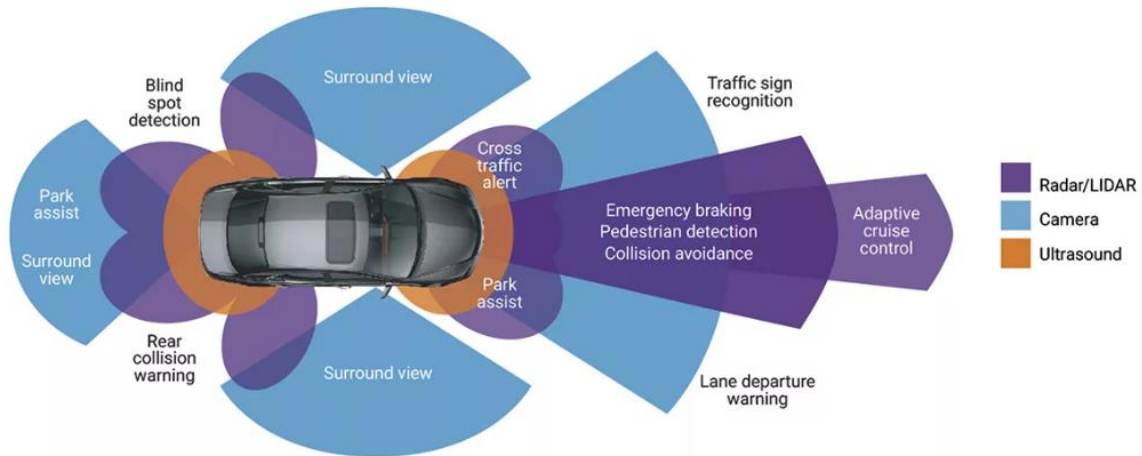 Surround view
Blind
spot
detection
Traffic sign
recognition
Cross
traffic
alert
Park
assist
Surround
view
Emergency braking
Pedestrian detection
Collision avoidance
Adaptive
cruise
control
Radar/LIDAR
Camera
Ultrasound
Park
assist
Rear
collision
warning
Surround view
Lane departure
warning